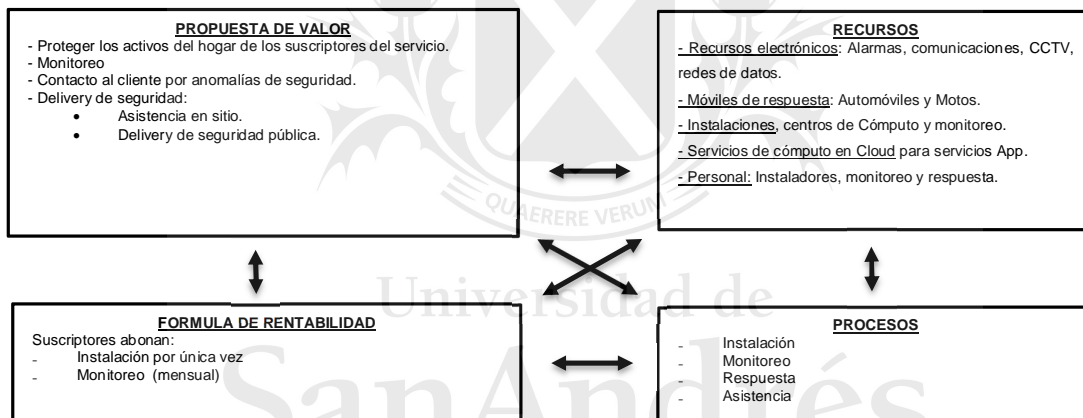 PROPUESTA DE VALOR
- Proteger los activos del hogar de los suscriptores del servicio.
- Monitoreo
- Contacto al cliente por anomalías de seguridad.
- Delivery de seguridad:
• Asistencia en sitio.
• Delivery de seguridad pública.
RECURSOS
- Recursos electrónicos: Alarmas, comunicaciones, CCTV,
redes de datos.
- Móviles de respuesta: Automóviles y Motos.
- Instalaciones, centros de Cómputo y monitoreo.
- Servicios de cómputo en Cloud para servicios App.
- Personal: Instaladores, monitoreo y respuesta.
QUAERERE VERUM
Universidad de
SanAndrés
FORMULA DE RENTABILIDAD
Suscriptores abonan:
- Instalación por única vez
- Monitoreo (mensual)
PROCESOS
- Instalación
- Monitoreo
- Respuesta
- Asistencia